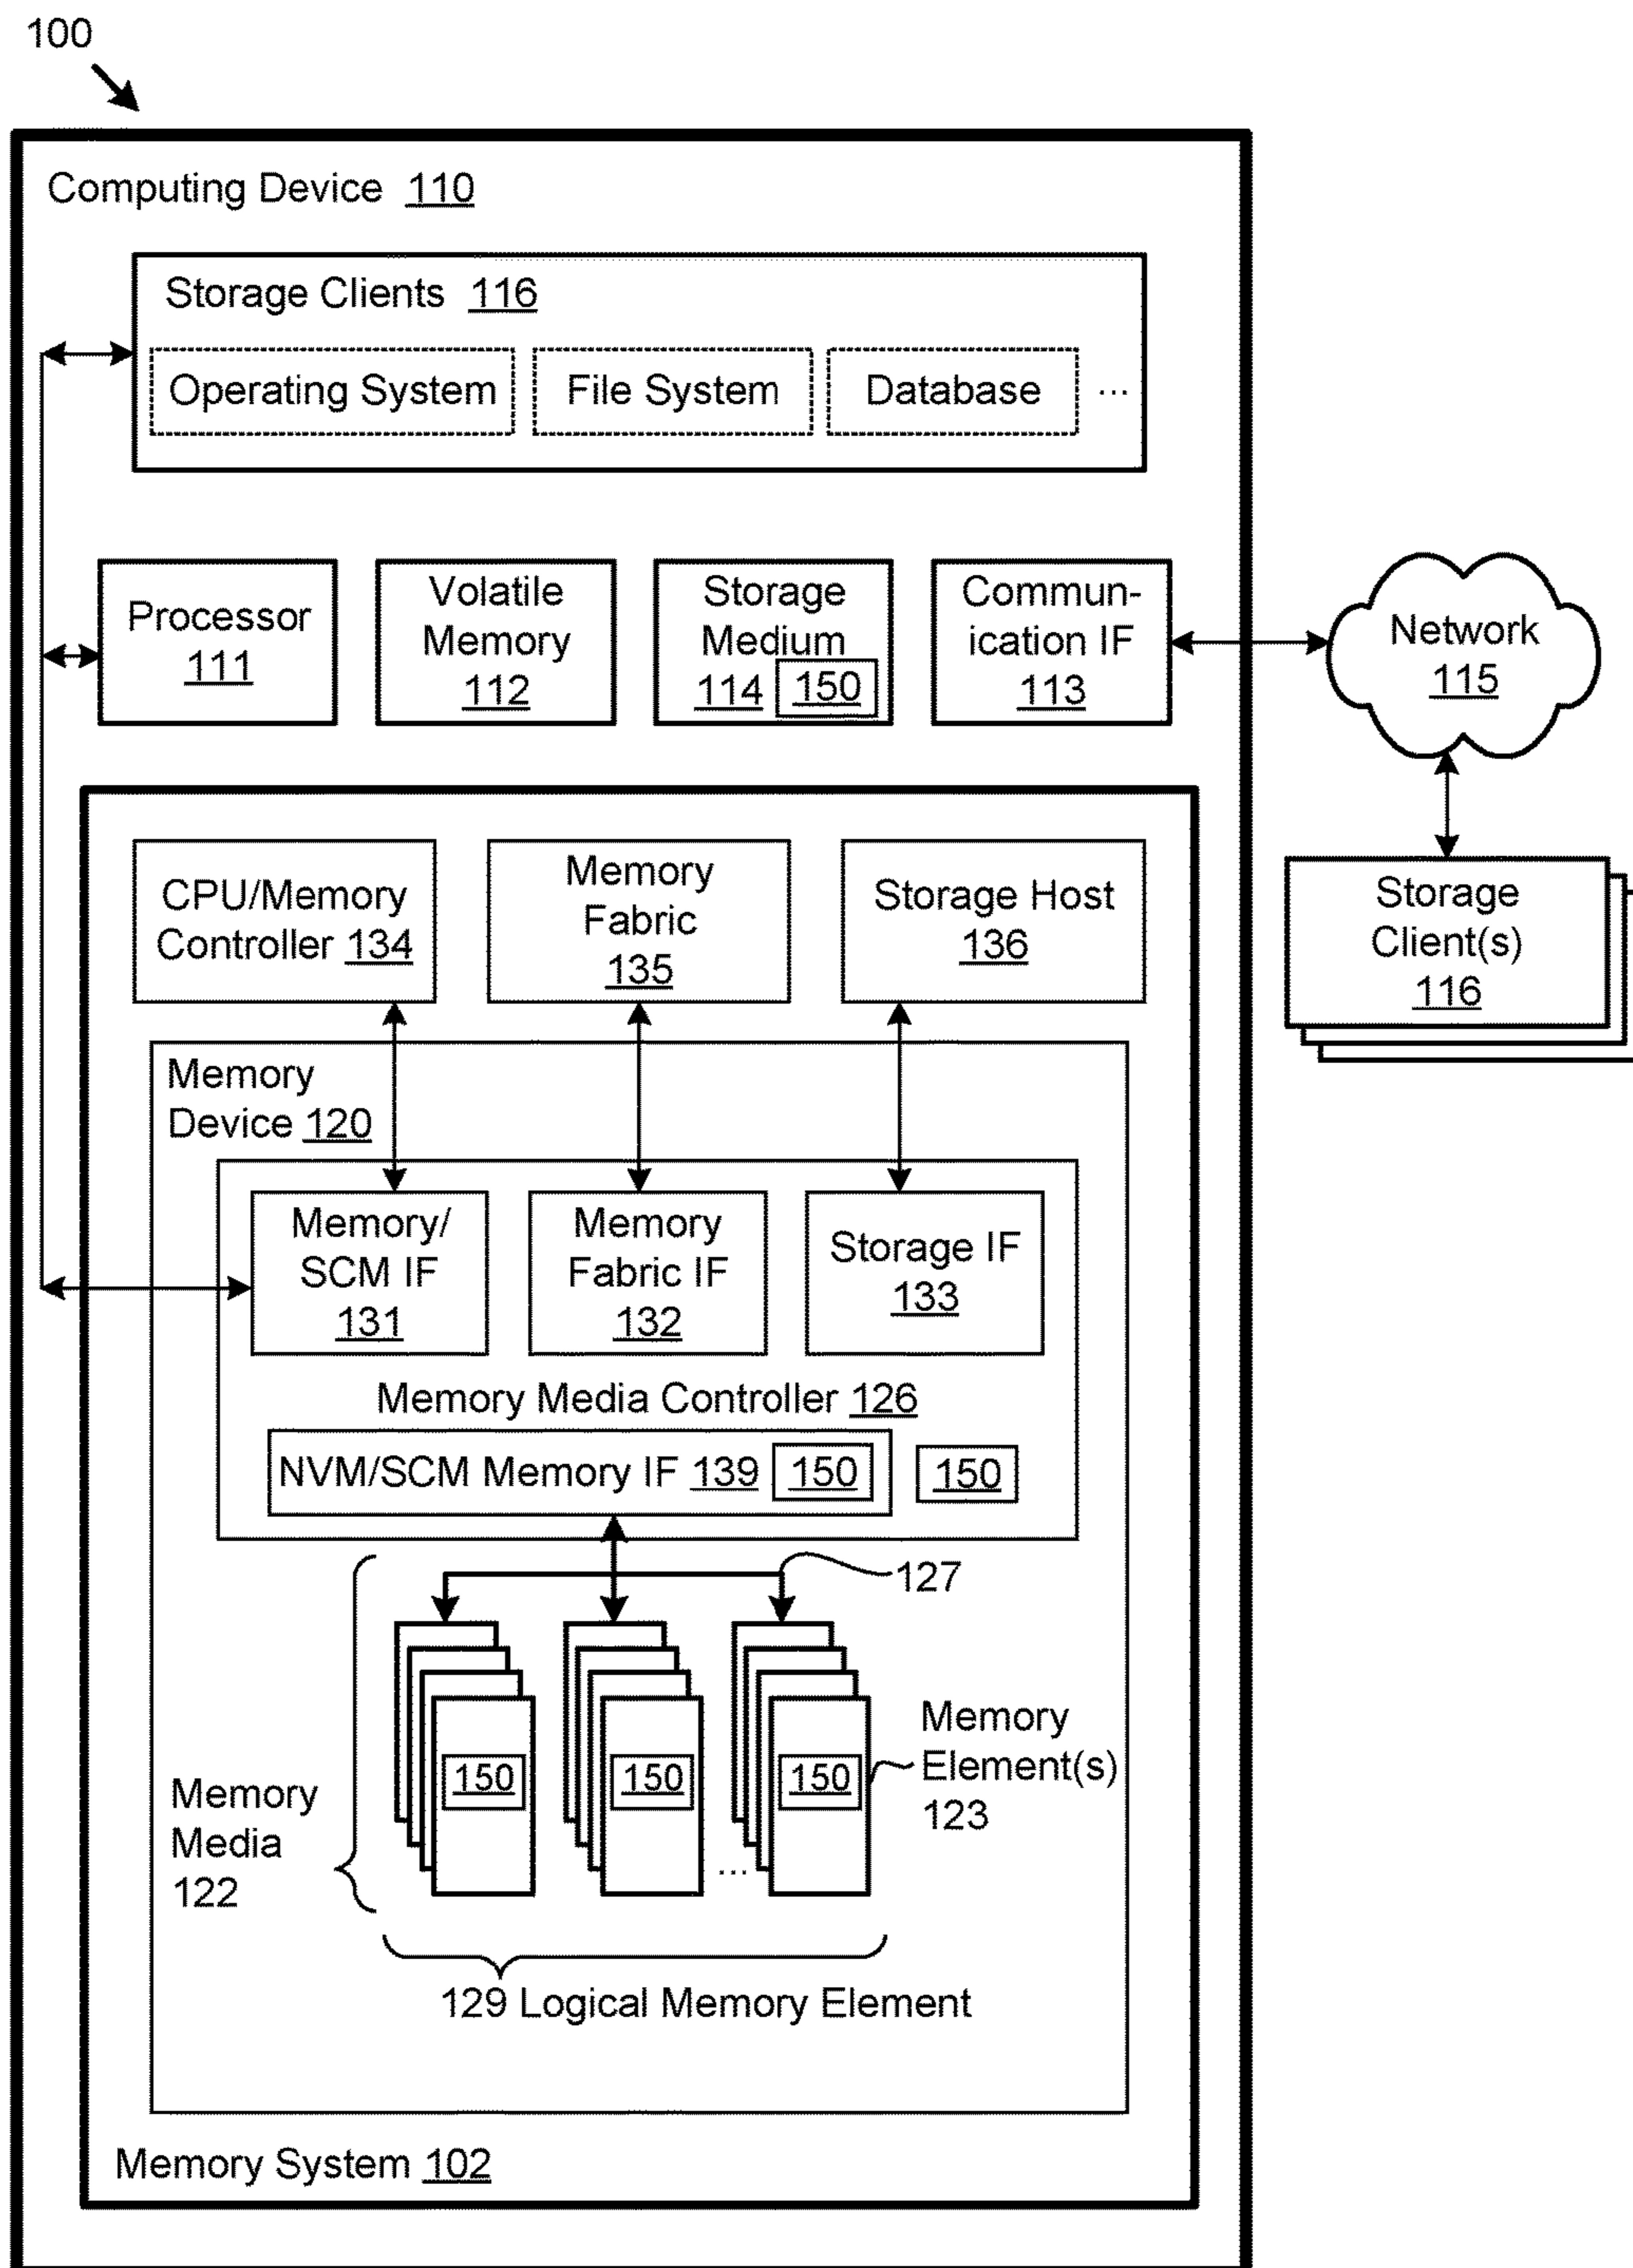 100
Computing Device 110
Storage Clients 116
Operating System
File System
Database
...
Processor
111
Volatile
Memory
112
Storage
Medium
114 150
Commun-
ication IF
113
Network
115
Storage
Client(s)
116
CPU/Memory
Controller 134
Memory
Fabric
135
Storage Host
136
Memory
Device 120
Memory/
SCM IF
131
Memory
Fabric IF
132
Storage IF
133
Memory Media Controller 126
NVM/SCM Memory IF 139 150
150
127
150
150
150
...
Memory
Element(s)
123
Memory
Media
122
129 Logical Memory Element
Memory System 102